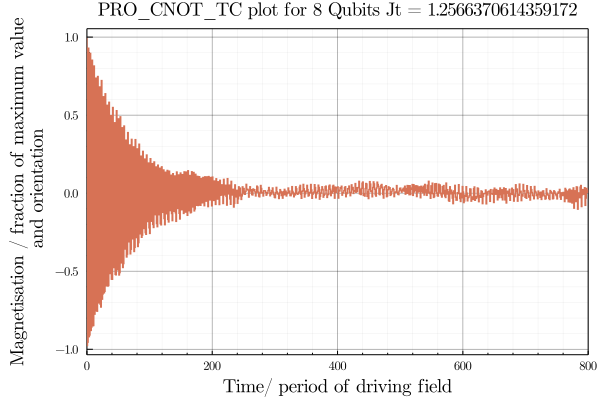 PRO_CNOT_TC plot for 8 Qubits Jt = 1.2566370614359172
Magnetisation / fraction of maximum value
and orientation
1.0
0.5
0.0
−0.5
−1.0
0 200 400 600 800
Time/ period of driving field